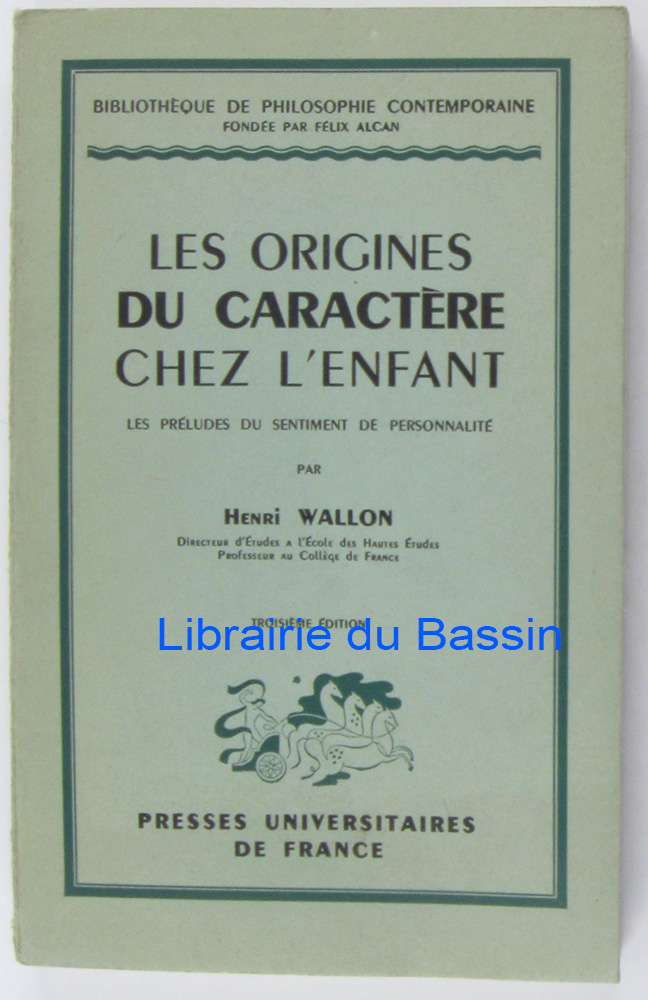 BIBLIOTHÈQUE DE PHILOSOPHIE CONTEMPORAINE
FONDÉE PAR FÉLIX ALCAN
LES ORIGINES
DU CARACTÈRE
CHEZ L'ENFANT
LES PRÉLUDES DU SENTIMENT DE PERSONNALITÉ
PAR
HENRI WALLON
DIRECTEUR D'ÉTUDES A L'ÉCOLE DES HAUTES ÉTUDES
PROFESSEUR AU COLLÈGE DE FRANCE
TROISIÈME ÉDITION
Librairie du Bassin
PRESSES UNIVERSITAIRES
DE FRANCE